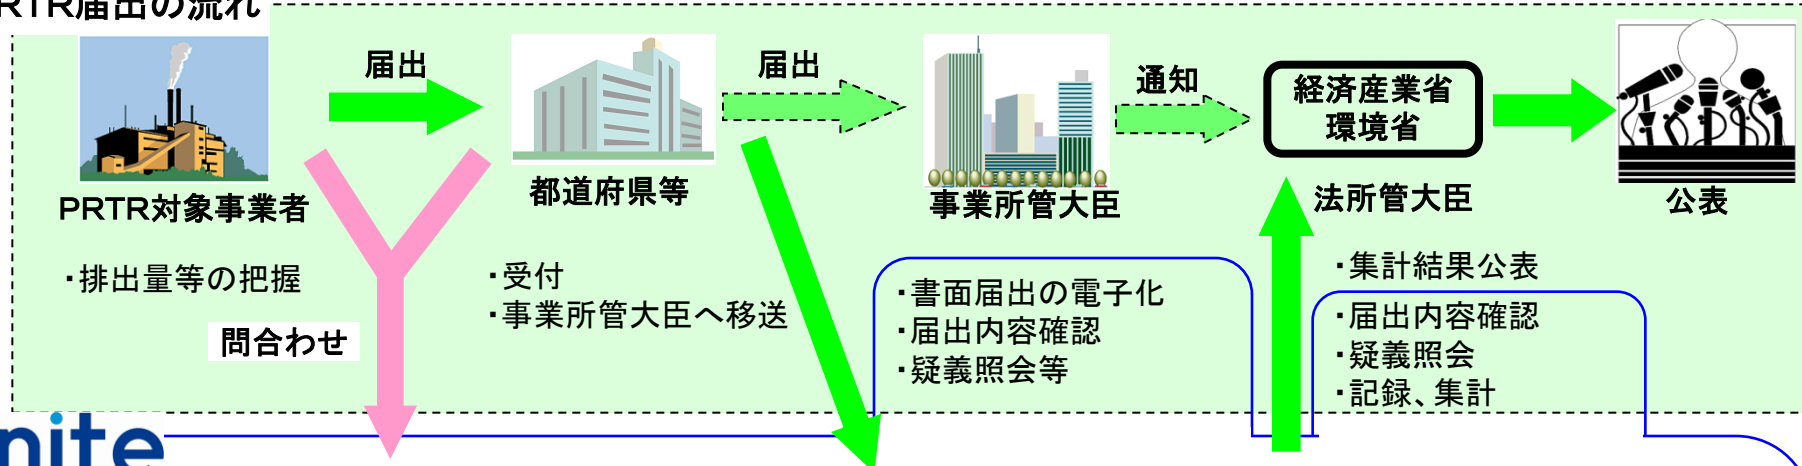 RTR届出の流れ
届出
届出
通知
経済産業省
環境省
PRTR対象事業者
都道府県等
事業所管大臣
法所管大臣
公表
・排出量等の把握
・受付
・事業所管大臣へ移送
・書面届出の電子化
・届出内容確認
・疑義照会等
・集計結果公表
・届出内容確認
・疑義照会
・記録、集計
問合わせ
nite